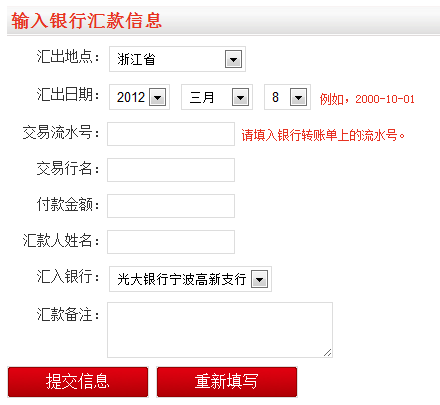 输入银行汇款信息
汇出地点： 浙江省
汇出日期： 2012 三月 8 例如，2000-10-01
交易流水号： 请填入银行转账单上的流水号。
交易行名：
付款金额：
汇款人姓名：
汇入银行： 光大银行宁波高新支行
汇款备注：
提交信息 重新填写